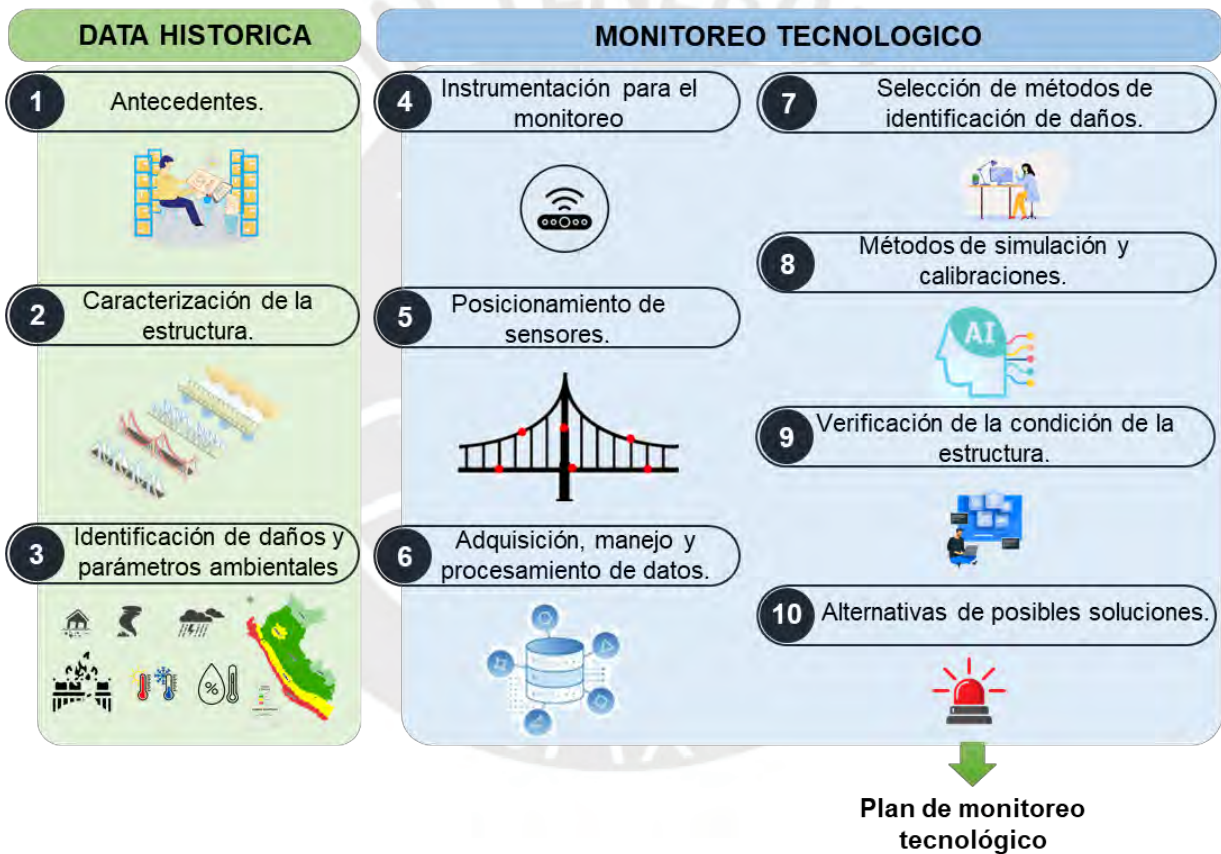 DATA HISTORICA
1
Antecedentes.
2
Caracterización de la
estructura.
3
Identificación de daños y
parámetros ambientales
%
MONITOREO TECNOLOGICO
4
Instrumentación para el
monitoreo
5
Posicionamiento de
sensores.
6
Adquisición, manejo y
procesamiento de datos.
7
Selección de métodos de
identificación de daños.
8
Métodos de simulación y
calibraciones.
AI
9
Verificación de la condición de la
estructura.
10
Alternativas de posibles soluciones.
Plan de monitoreo
tecnológico